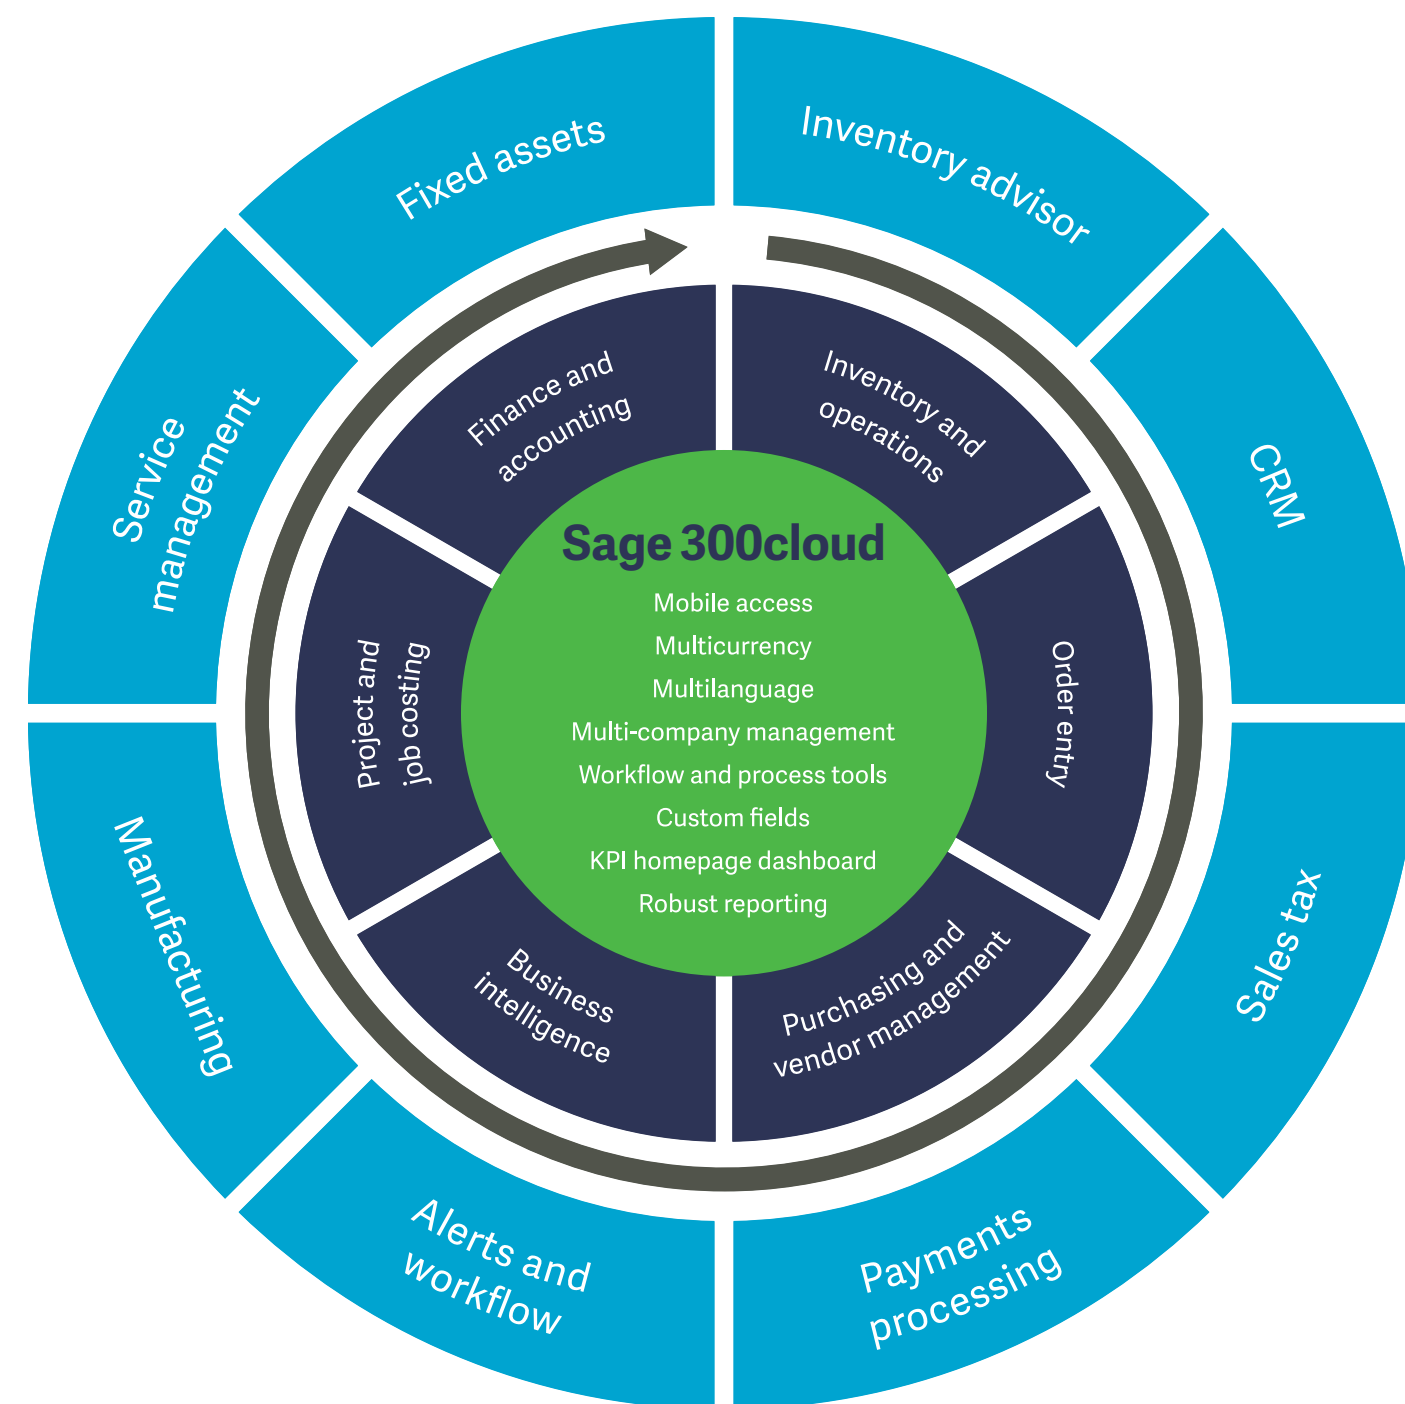 Fixed assets
Inventory advisor
CRM
Sales tax
Payments
processing
Alerts and
workflow
Manufacturing
Service
management
Finance and
accounting
Inventory and
operations
Order entry
Purchasing and
vendor management
Business
intelligence
Project and
job costing
Sage 300cloud
Mobile access
Multicurrency
Multilanguage
Multi-company management
Workflow and process tools
Custom fields
KPI homepage dashboard
Robust reporting